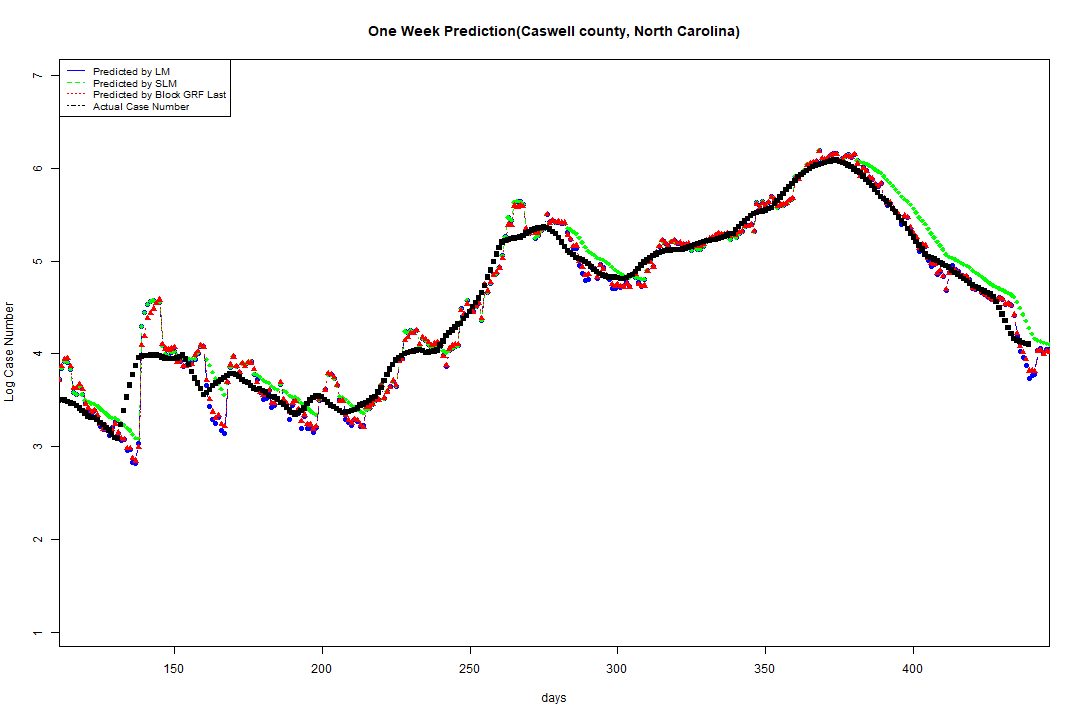 One Week Prediction(Caswell county, North Carolina)
Predicted by LM
Predicted by SLM
Predicted by Block GRF Last
Actual Case Number
7
6
5
4
3
2
1
Log Case Number
150 200 250 300 350 400
days